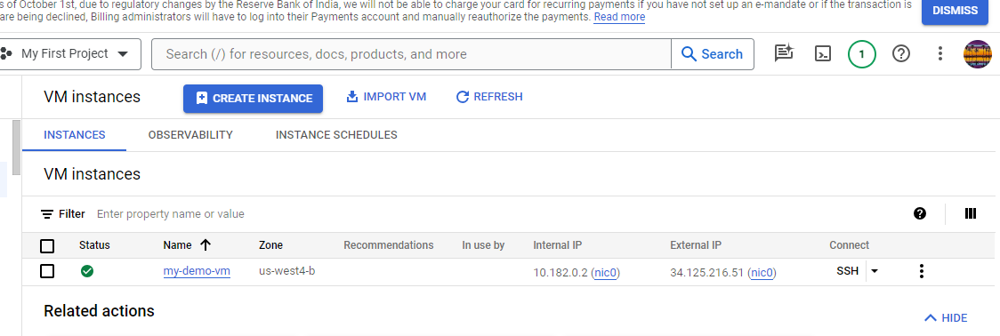 s of October 1st, due to regulatory changes by the Reserve Bank of India, we will not be able to charge your card for recurring payments if you have not set up an e-mandate or if the transaction is
are being declined, Billing administrators will have to log into their Payments account and manually reauthorize the payments. Read more
DISMISS
My First Project
Search (/) for resources, docs, products, and more
Search
1
VM instances
CREATE INSTANCE
IMPORT VM
REFRESH
INSTANCES
OBSERVABILITY
INSTANCE SCHEDULES
VM instances
Filter Enter property name or value
Status Name Zone Recommendations In use by Internal IP External IP Connect
my-demo-vm us-west4-b 10.182.0.2 (nic0) 34.125.216.51 (nic0) SSH
Related actions
HIDE